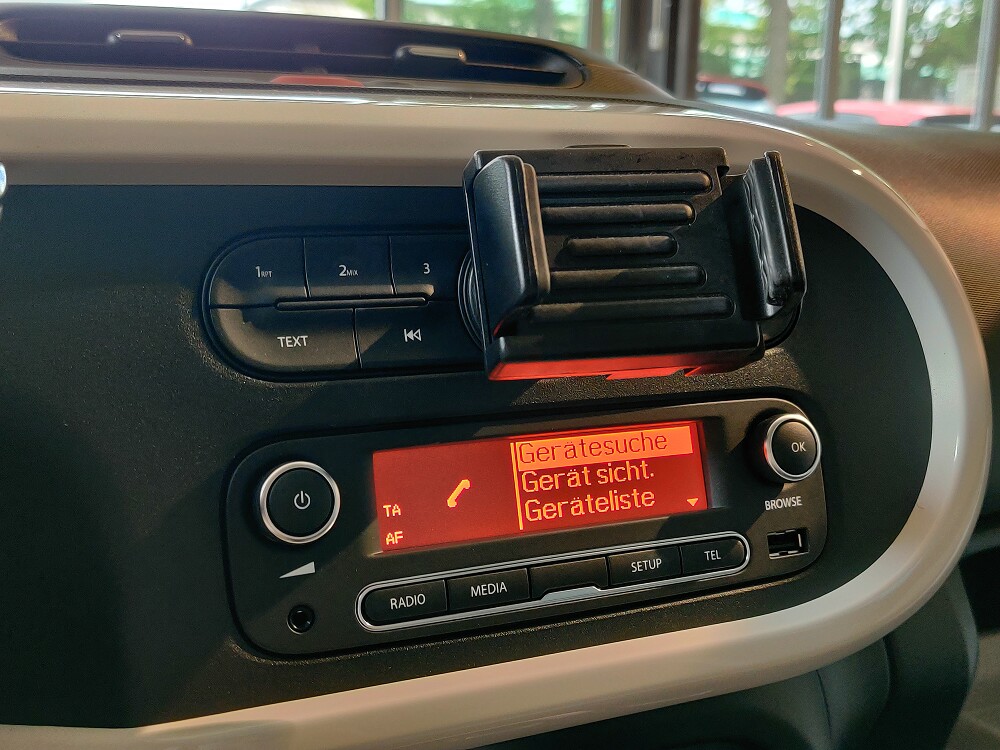 1RPT 2MIX 3
TEXT
Gerätesuche
Gerät sicht.
Geräteliste
TA
AF
OK
BROWSE
RADIO MEDIA SETUP TEL